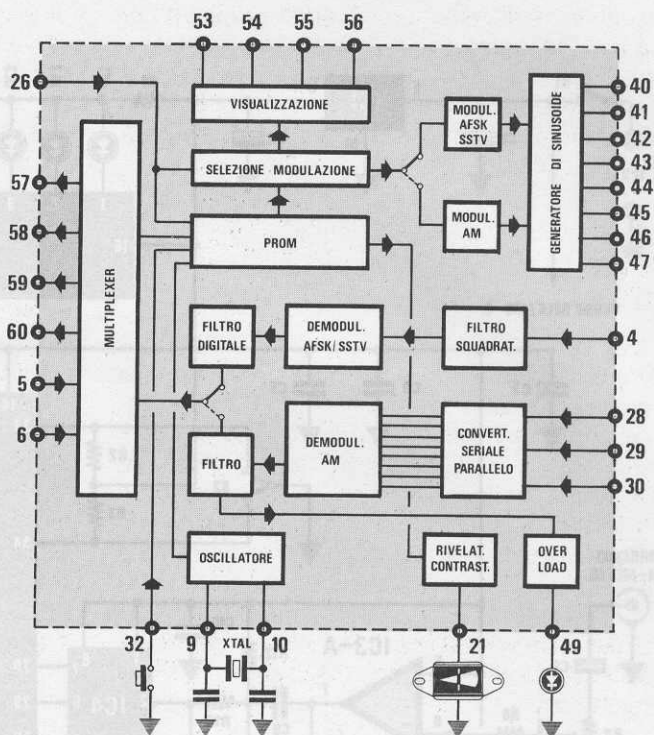 53
54
55
56
26
VISUALIZZAZIONE
MODUL.
AFSK
SSTV
40
41
42
43
44
45
46
47
GENERATORE DI SINUSOIDE
SELEZIONE MODULAZIONE
MODUL.
AM
57
58
59
60
5
6
MULTIPLEXER
PROM
FILTRO
DIGITALE
DEMODUL.
AFSK/SSTV
FILTRO
SQUADRAT.
4
FILTRO
DEMODUL.
AM
CONVERT.
SERIALE
PARALLELO
28
29
30
OSCILLATORE
RIVELAT.
CONTRAST.
OVER
LOAD
32
9
XTAL
10
21
49
IC3-A